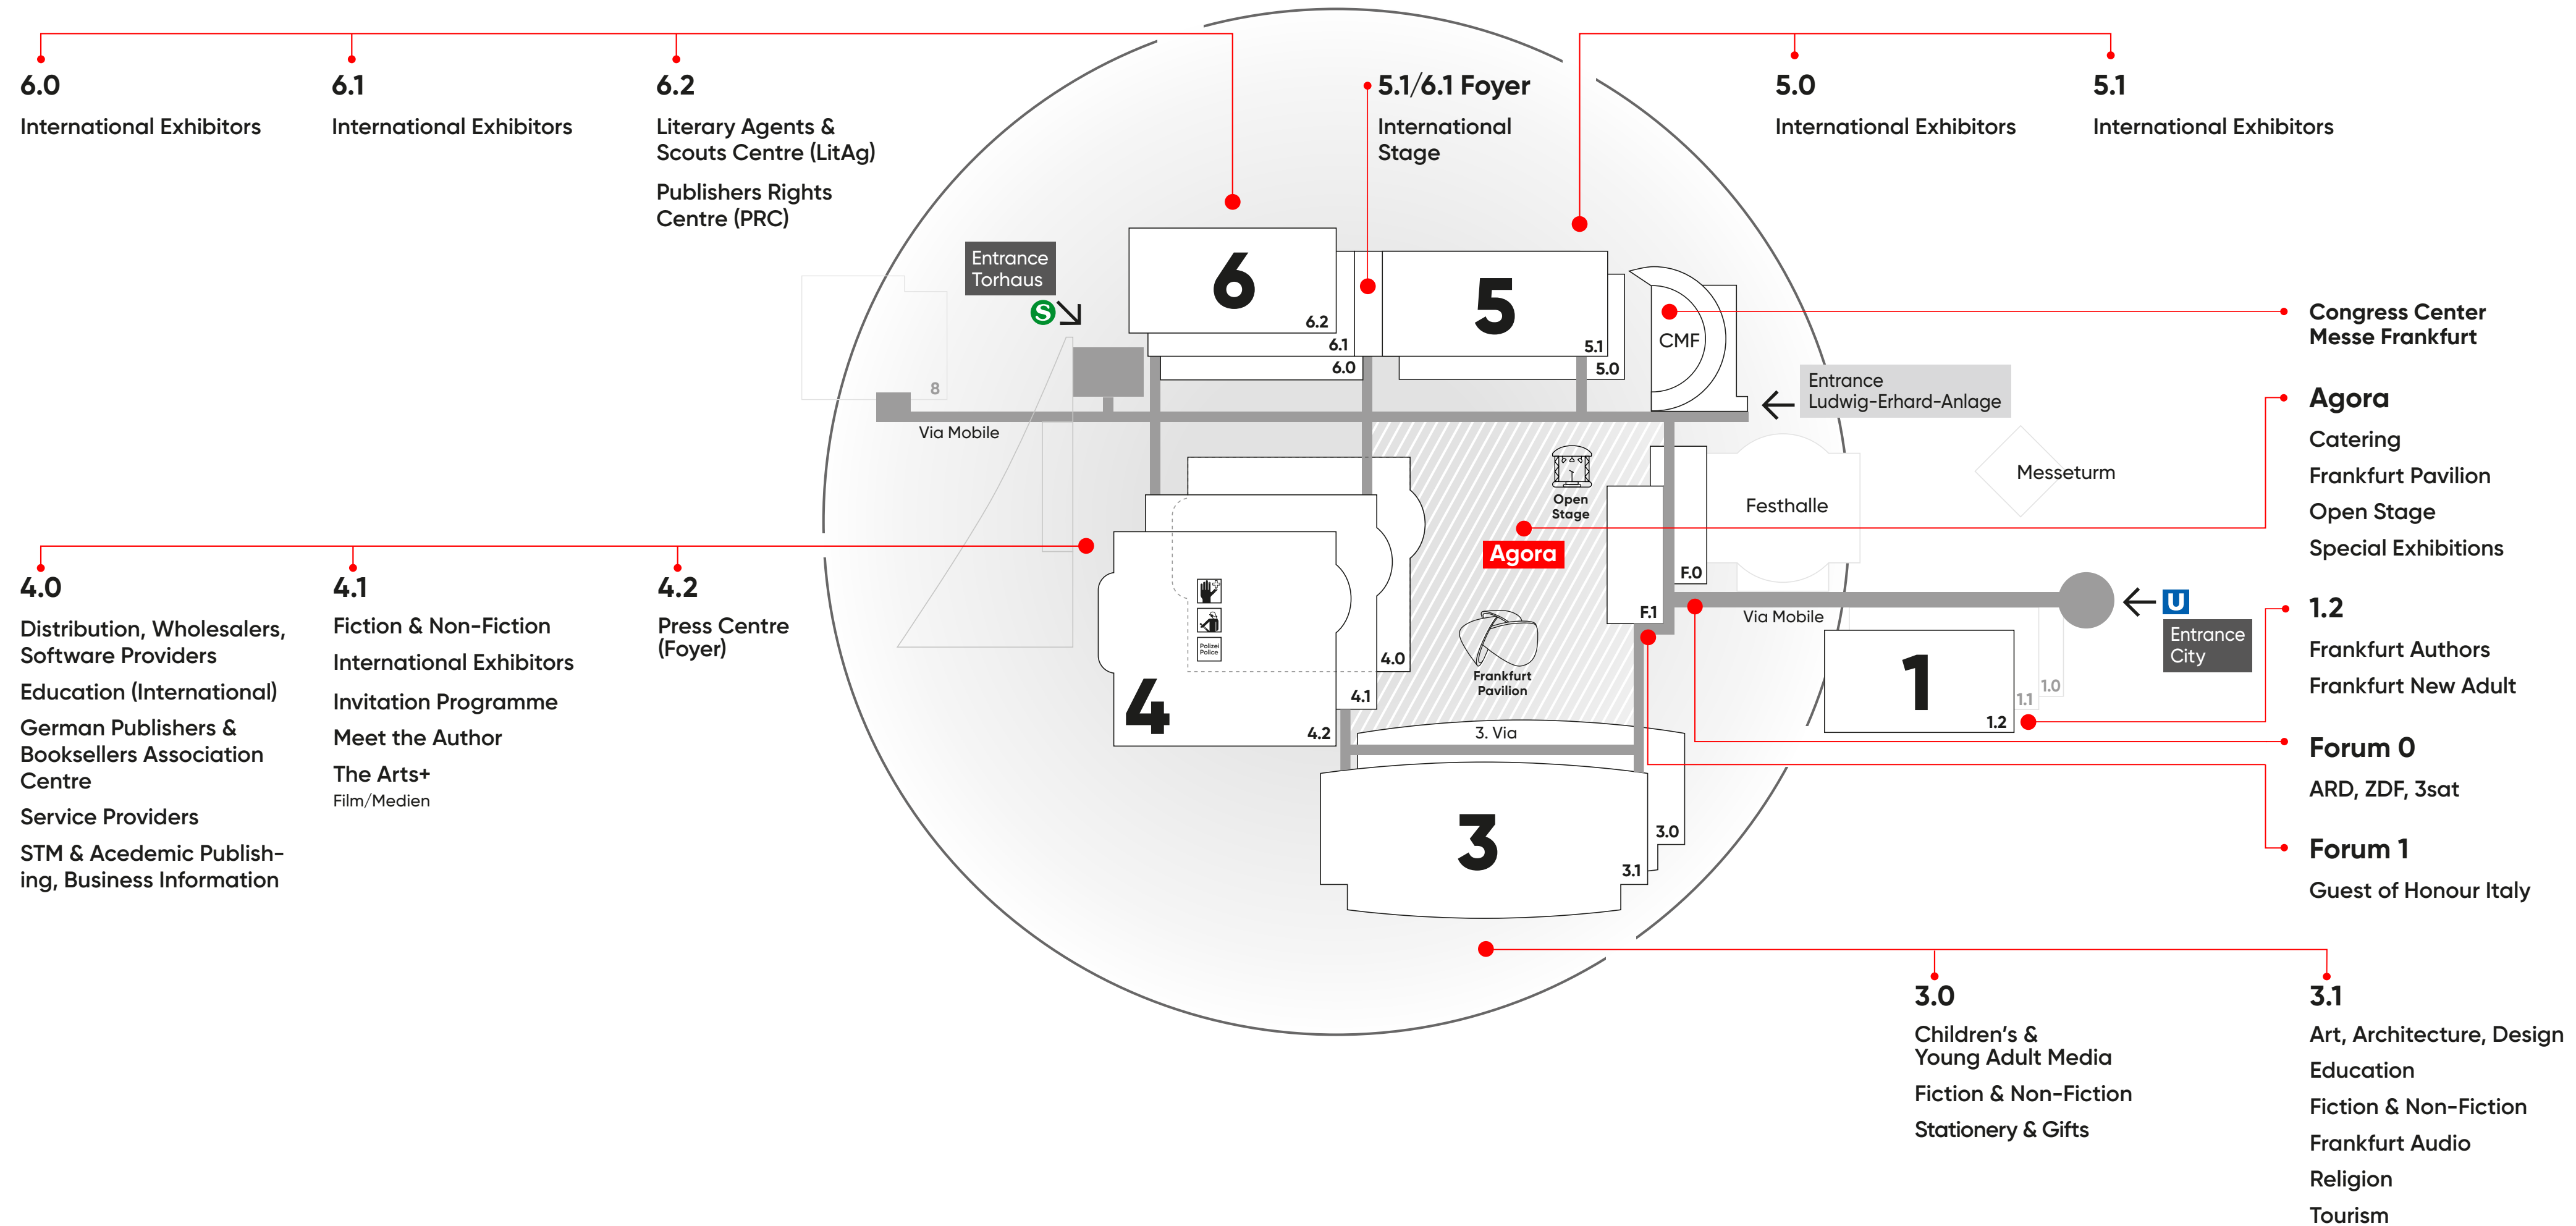 6.0
International Exhibitors
6.1
International Exhibitors
6.2
Literary Agents &
Scouts Centre (LitAg)
Publishers Rights
Centre (PRC)
5.1/6.1 Foyer
International
Stage
5.0
International Exhibitors
5.1
International Exhibitors
Entrance
Torhaus
S
6
6.2
6.1
6.0
5
5.1
5.0
CMF
Entrance
Ludwig-Erhard-Anlage
8
Via Mobile
Open
Stage
Agora
Frankfurt
Pavilion
F.0
F.1
Festhalle
Messeturm
Via Mobile
U
Entrance
City
1
1.2
1.1
1.0
Polizei
Police
4
4.0
4.1
4.2
3. Via
3
3.0
3.1
4.0
Distribution, Wholesalers,
Software Providers
Education (International)
German Publishers &
Booksellers Association
Centre
Service Providers
STM & Acedemic Publish-
ing, Business Information
4.1
Fiction & Non-Fiction
International Exhibitors
Invitation Programme
Meet the Author
The Arts+
Film/Medien
4.2
Press Centre
(Foyer)
Congress Center
Messe Frankfurt
Agora
Catering
Frankfurt Pavilion
Open Stage
Special Exhibitions
1.2
Frankfurt Authors
Frankfurt New Adult
Forum 0
ARD, ZDF, 3sat
Forum 1
Guest of Honour Italy
3.0
Children's &
Young Adult Media
Fiction & Non-Fiction
Stationery & Gifts
3.1
Art, Architecture, Design
Education
Fiction & Non-Fiction
Frankfurt Audio
Religion
Tourism